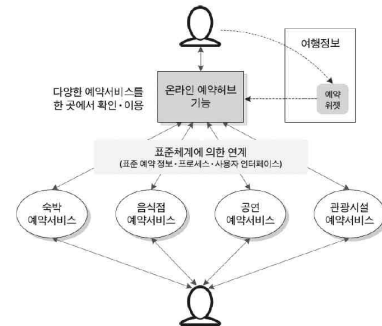 여행정보
다양한 예약서비스를
한 곳에서 확인·이용
온라인 예약허브
기능
예약
위젯
표준체계에 의한 연계
(표준 예약 정보·프로세스·사용자 인터페이스)
숙박
예약서비스
음식점
예약서비스
공연
예약서비스
관광시설
예약서비스